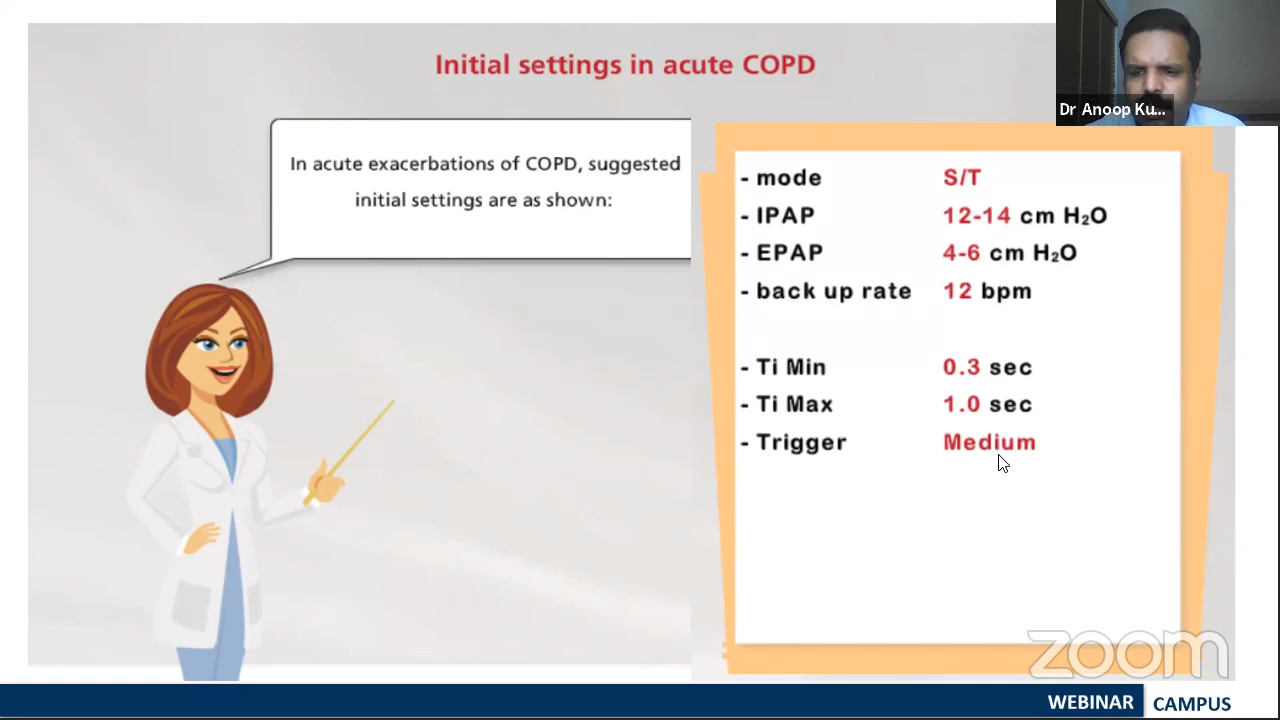 Initial settings in acute COPD
Dr Anoop Ku...
In acute exacerbations of COPD, suggested
initial settings are as shown:
- mode S/T
- IPAP 12-14 cm H₂O
- EPAP 4-6 cm H₂O
- back up rate 12 bpm
- Ti Min 0.3 sec
- Ti Max 1.0 sec
- Trigger Medium
zoom
WEBINAR CAMPUS